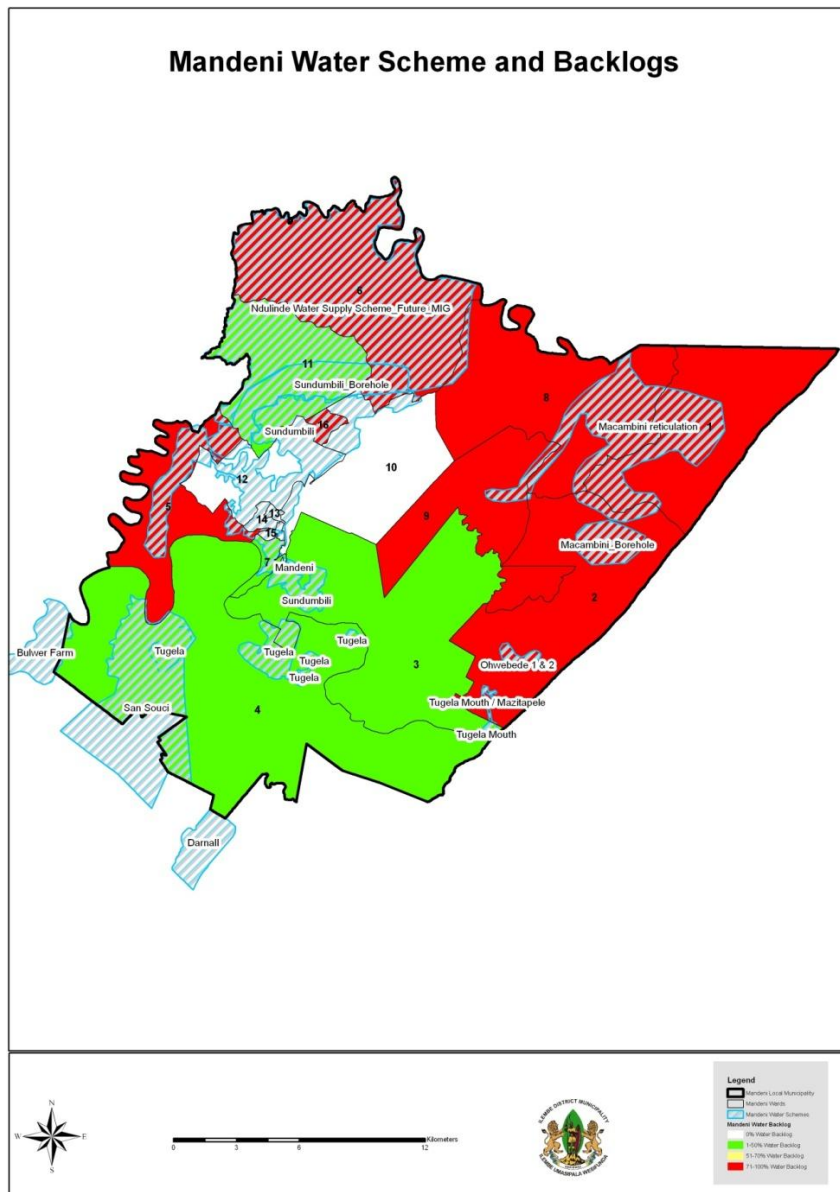 Mandeni Water Scheme and Backlogs
6
Ndulinde Water Supply Scheme_Future_MIG
11
Sundumbili_Borehole
8
Sundumbili
16
Macambini reticulation
1
10
12
5
13
14
9
15
Macambini_Borehole
7
Mandeni
2
Sundumbili
Tugela
3
Bulwer Farm
Tugela
Tugela
Tugela
Ohwebede 1 & 2
Tugela
Tugela Mouth / Mazitapele
San Souci
4
Tugela Mouth
Darnall
N
W
E
S
0
3
6
12
Kilometers
ILEMBE DISTRICT MUNICIPALITY
Legend
Mandeni Local Municipality
Mandeni Wards
Mandeni Water Schemes
Mandeni Water Backlog
0% Water Backlog
1-50% Water Backlog
51-70% Water Backlog
71-100% Water Backlog